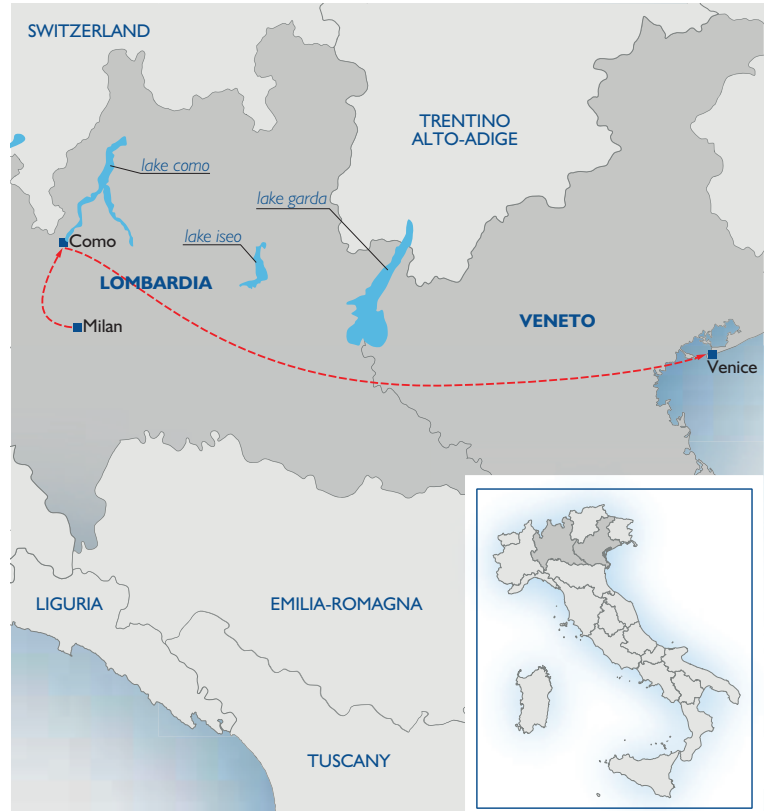 SWITZERLAND
TRENTINO
ALTO-ADIGE
lake como
lake garda
lake iseo
Como
LOMBARDIA
Milan
VENETO
Venice
LIGURIA
EMILIA-ROMAGNA
TUSCANY